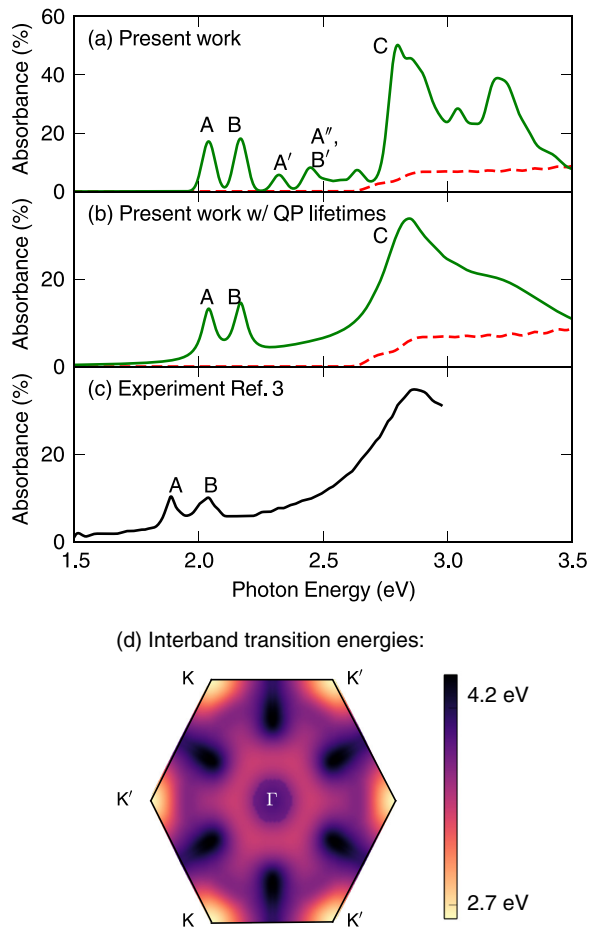 60
(a) Present work
C
40
A B
A″,
20
A′ B′
0
Absorbance (%)
(b) Present work w/ QP lifetimes
C
20
A B
0
Absorbance (%)
(c) Experiment Ref. 3
20
A B
0
Absorbance (%)
1.5 2.0 2.5 3.0 3.5
Photon Energy (eV)
(d) Interband transition energies:
K K′
4.2 eV
K′ Γ
2.7 eV
K K′